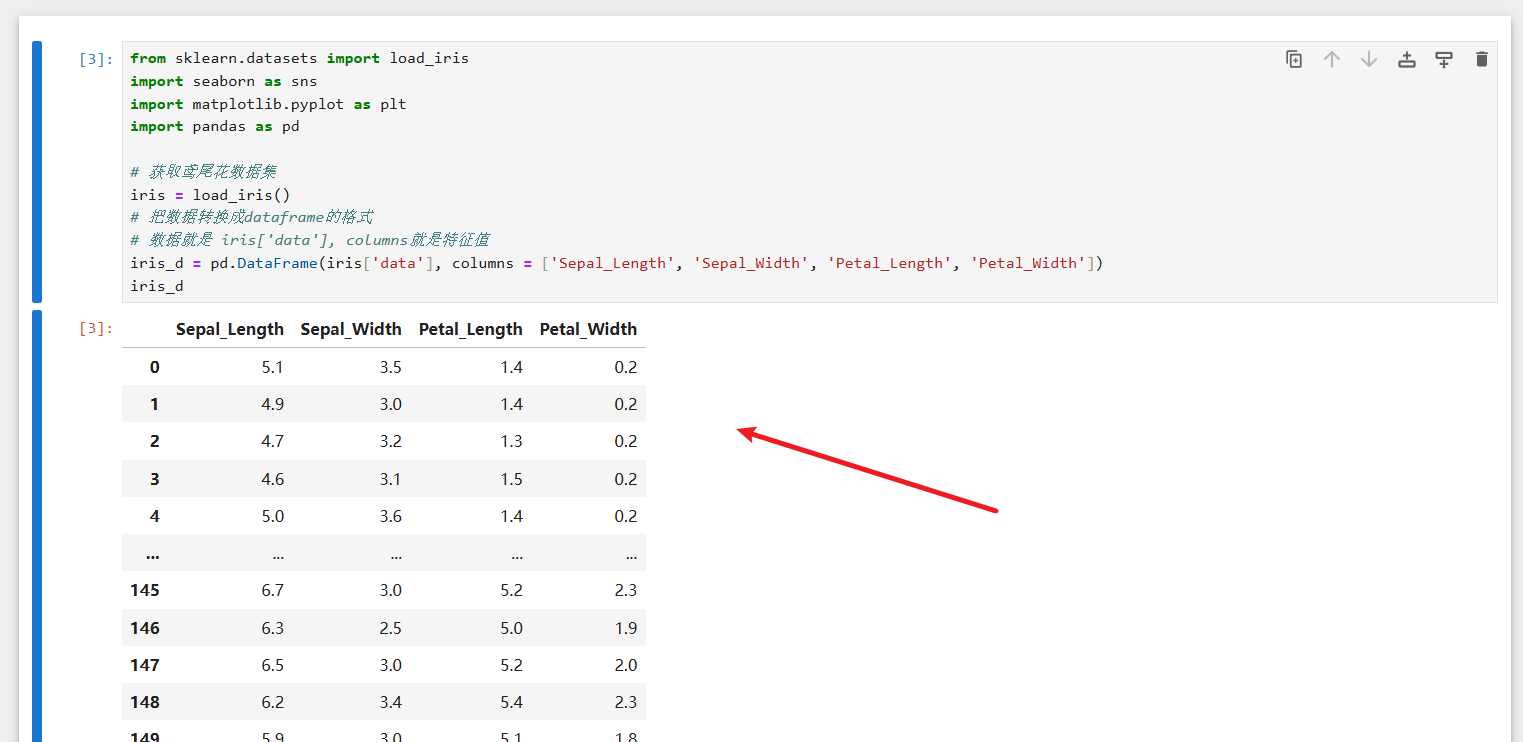 [3]: from sklearn.datasets import load_iris
import seaborn as sns
import matplotlib.pyplot as plt
import pandas as pd
# 获取鸢尾花数据集
iris = load_iris()
# 把数据转换成dataframe的格式
# 数据就是 iris['data'], columns就是特征值
iris_d = pd.DataFrame(iris['data'], columns = ['Sepal_Length', 'Sepal_Width', 'Petal_Length', 'Petal_Width'])
iris_d
[3]: Sepal_Length Sepal_Width Petal_Length Petal_Width
0 5.1 3.5 1.4 0.2
1 4.9 3.0 1.4 0.2
2 4.7 3.2 1.3 0.2
3 4.6 3.1 1.5 0.2
4 5.0 3.6 1.4 0.2
... ... ... ... ...
145 6.7 3.0 5.2 2.3
146 6.3 2.5 5.0 1.9
147 6.5 3.0 5.2 2.0
148 6.2 3.4 5.4 2.3
149 5.9 3.0 5.1 1.8